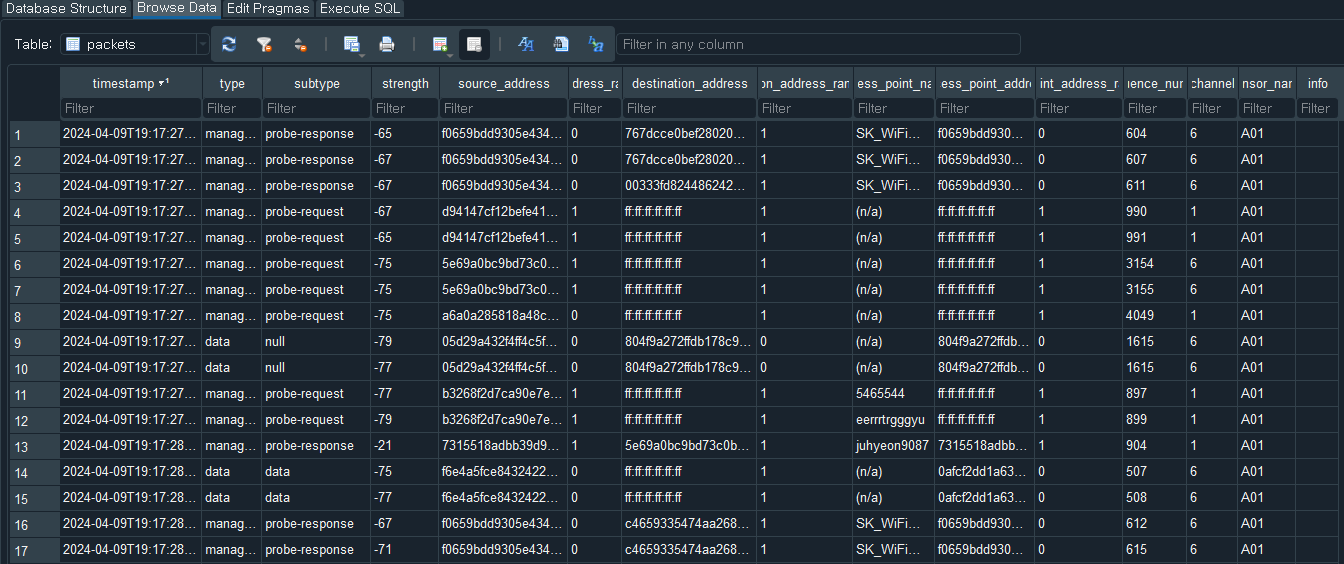 Database Structure Browse Data Edit Pragmas Execute SQL
Table: packets Filter in any column
timestamp 1 type subtype strength source_address dress_ra destination_address on_address_ran ess_point_na ess_point_addre int_address_r uence_num channel nsor_nar info
Filter Filter Filter Filter Filter Filter Filter Filter Filter Filter Filter Filter Filter Filter Filter
1 2024-04-09T19:17:27… manag… probe-response -65 f0659bdd9305e434… 0 767dcce0bef28020… 1 SK_WiFi… f0659bdd930… 0 604 6 A01
2 2024-04-09T19:17:27… manag… probe-response -67 f0659bdd9305e434… 0 767dcce0bef28020… 1 SK_WiFi… f0659bdd930… 0 607 6 A01
3 2024-04-09T19:17:27… manag… probe-response -67 f0659bdd9305e434… 0 00333fd824486242… 1 SK_WiFi… f0659bdd930… 0 611 6 A01
4 2024-04-09T19:17:27… manag… probe-request -67 d94147cf12befe41… 1 ff:ff:ff:ff:ff:ff 1 (n/a) ff:ff:ff:ff:ff:ff 1 990 1 A01
5 2024-04-09T19:17:27… manag… probe-request -65 d94147cf12befe41… 1 ff:ff:ff:ff:ff:ff 1 (n/a) ff:ff:ff:ff:ff:ff 1 991 1 A01
6 2024-04-09T19:17:27… manag… probe-request -75 5e69a0bc9bd73c0… 1 ff:ff:ff:ff:ff:ff 1 (n/a) ff:ff:ff:ff:ff:ff 1 3154 6 A01
7 2024-04-09T19:17:27… manag… probe-request -75 5e69a0bc9bd73c0… 1 ff:ff:ff:ff:ff:ff 1 (n/a) ff:ff:ff:ff:ff:ff 1 3155 6 A01
8 2024-04-09T19:17:27… manag… probe-request -75 a6a0a285818a48c… 0 ff:ff:ff:ff:ff:ff 1 (n/a) ff:ff:ff:ff:ff:ff 1 4049 6 A01
9 2024-04-09T19:17:27… data null -79 05d29a432f4ff4c5f… 0 804f9a272ffdb178c9… 0 (n/a) 804f9a272ffdb… 0 1615 6 A01
10 2024-04-09T19:17:27… data null -77 05d29a432f4ff4c5f… 0 804f9a272ffdb178c9… 0 (n/a) 804f9a272ffdb… 0 1615 6 A01
11 2024-04-09T19:17:27… manag… probe-request -77 b3268f2d7ca90e7e… 1 ff:ff:ff:ff:ff:ff 1 5465544 ff:ff:ff:ff:ff:ff 1 897 1 A01
12 2024-04-09T19:17:27… manag… probe-request -79 b3268f2d7ca90e7e… 1 ff:ff:ff:ff:ff:ff 1 eerrrtrgggyu ff:ff:ff:ff:ff:ff 1 899 1 A01
13 2024-04-09T19:17:28… manag… probe-response -21 7315518adbb39d9… 1 5e69a0bc9bd73c0b… 1 juhyeon9087 7315518adbb… 1 904 1 A01
14 2024-04-09T19:17:28… data data -75 f6e4a5fce8432422… 0 ff:ff:ff:ff:ff:ff 1 (n/a) 0afcf2dd1a63… 0 507 6 A01
15 2024-04-09T19:17:28… data data -77 f6e4a5fce8432422… 0 ff:ff:ff:ff:ff:ff 1 (n/a) 0afcf2dd1a63… 0 508 6 A01
16 2024-04-09T19:17:28… manag… probe-response -67 f0659bdd9305e434… 0 c4659335474aa268… 1 SK_WiFi… f0659bdd930… 0 612 6 A01
17 2024-04-09T19:17:28… manag… probe-response -71 f0659bdd9305e434… 0 c4659335474aa268… 1 SK_WiFi… f0659bdd930… 0 615 6 A01